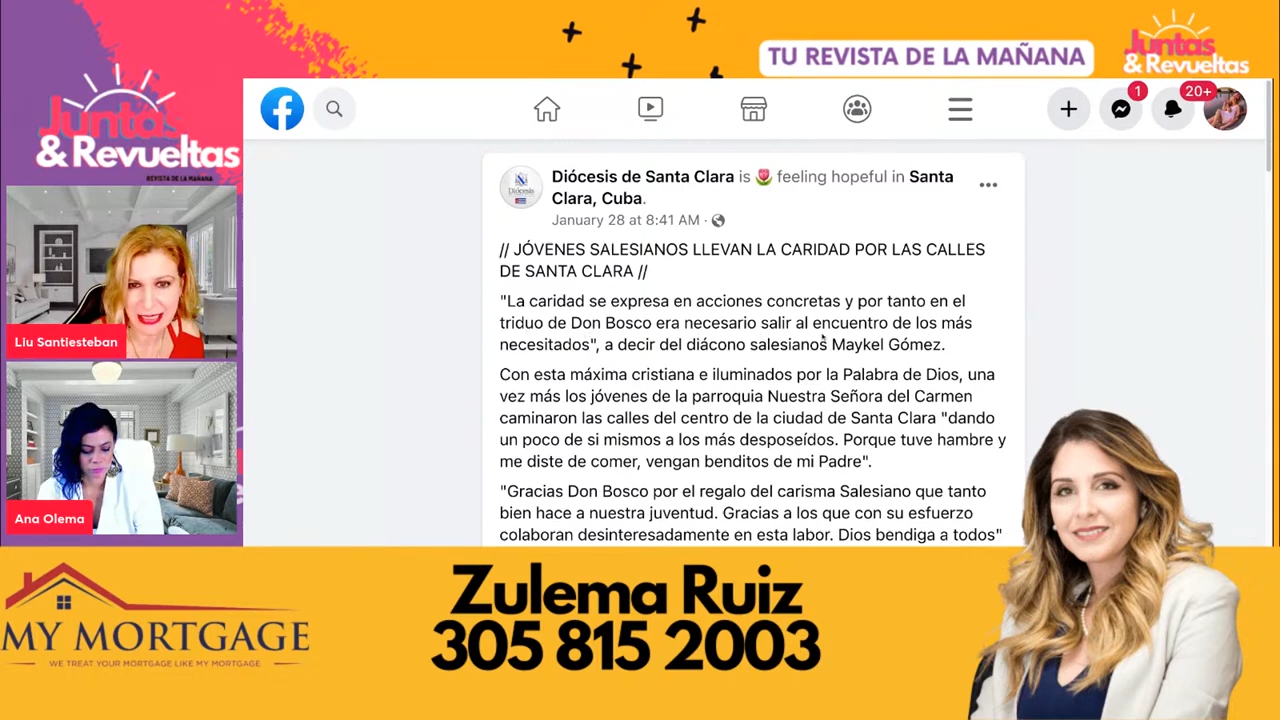 TU REVISTA DE LA MAÑANA
Juntas
& Revueltas
Juntas
& Revueltas
REVISTA DE LA MAÑANA
1
20+
Diócesis de Santa Clara is feeling hopeful in Santa
Clara, Cuba.
January 28 at 8:41 AM ·
// JÓVENES SALESIANOS LLEVAN LA CARIDAD POR LAS CALLES
DE SANTA CLARA //
"La caridad se expresa en acciones concretas y por tanto en el
triduo de Don Bosco era necesario salir al encuentro de los más
necesitados", a decir del diácono salesianos Maykel Gómez.
Con esta máxima cristiana e iluminados por la Palabra de Dios, una
vez más los jóvenes de la parroquia Nuestra Señora del Carmen
caminaron las calles del centro de la ciudad de Santa Clara "dando
un poco de si mismos a los más desposeídos. Porque tuve hambre y
me diste de comer, vengan benditos de mi Padre".
"Gracias Don Bosco por el regalo del carisma Salesiano que tanto
bien hace a nuestra juventud. Gracias a los que con su esfuerzo
colaboran desinteresadamente en esta labor. Dios bendiga a todos"
Liu Santiesteban
Ana Olema
MY MORTGAGE
WE TREAT YOUR MORTGAGE LIKE MY MORTGAGE
Zulema Ruiz
305 815 2003
Diócesis